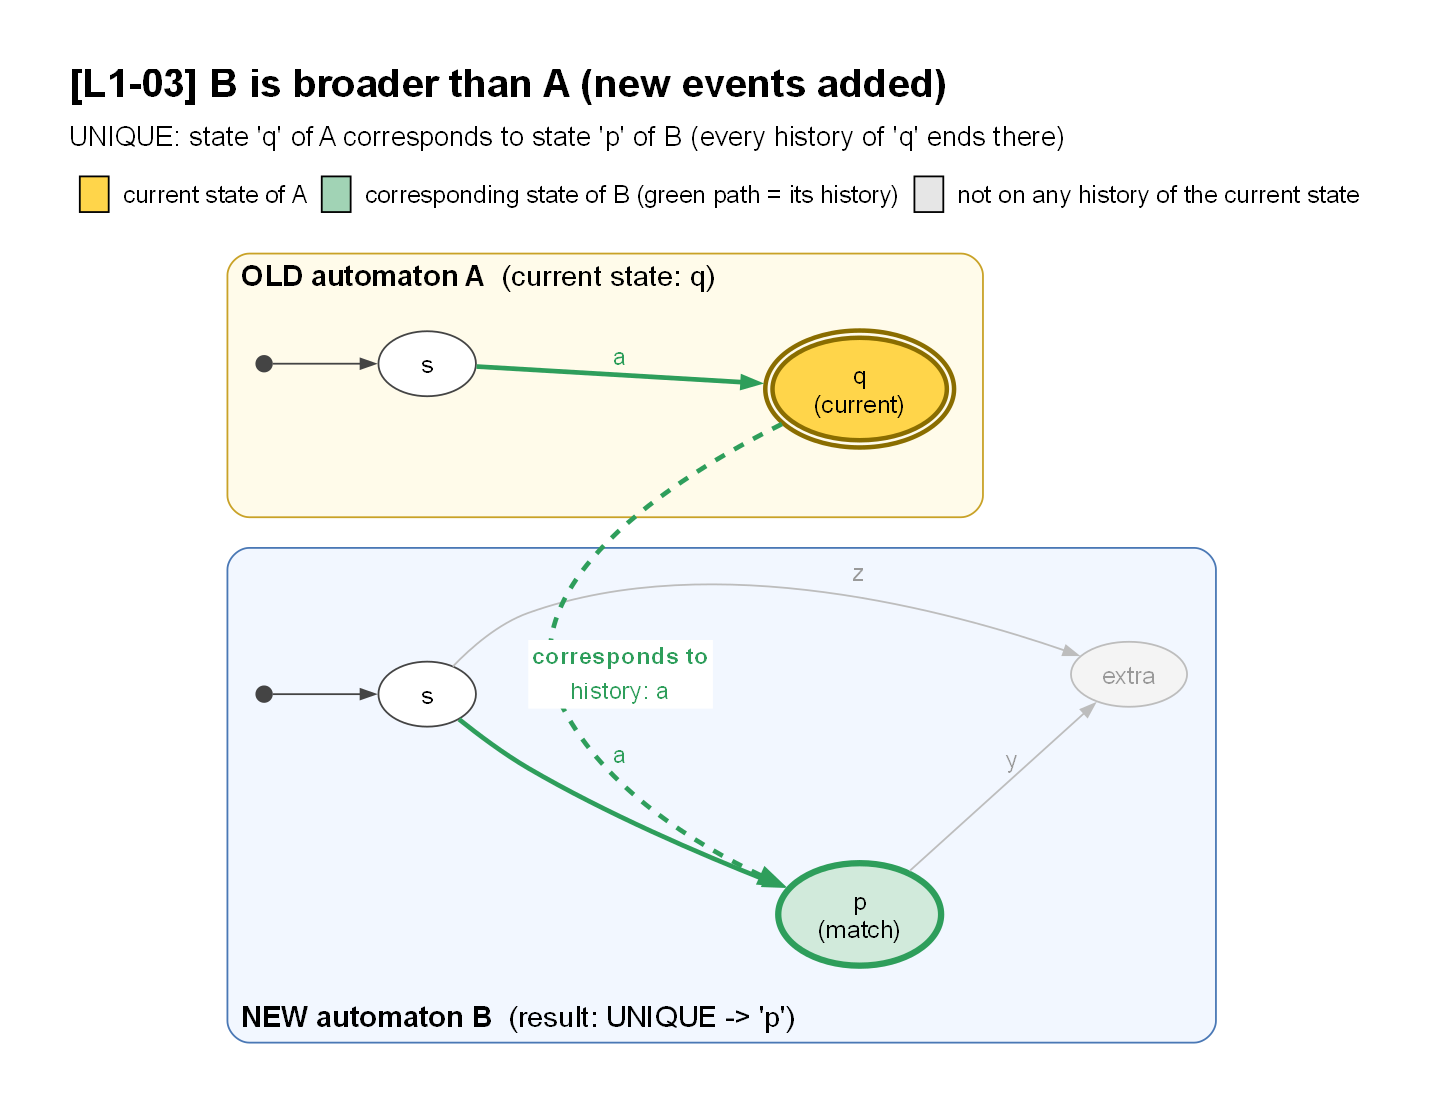 [L1-03] B is broader than A (new events added)
UNIQUE: state 'q' of A corresponds to state 'p' of B (every history of 'q' ends there)
current state of A
corresponding state of B (green path = its history)
not on any history of the current state
OLD automaton A (current state: q)
s
a
q
(current)
z
corresponds to
history: a
s
extra
a
y
p
(match)
NEW automaton B (result: UNIQUE -> 'p')